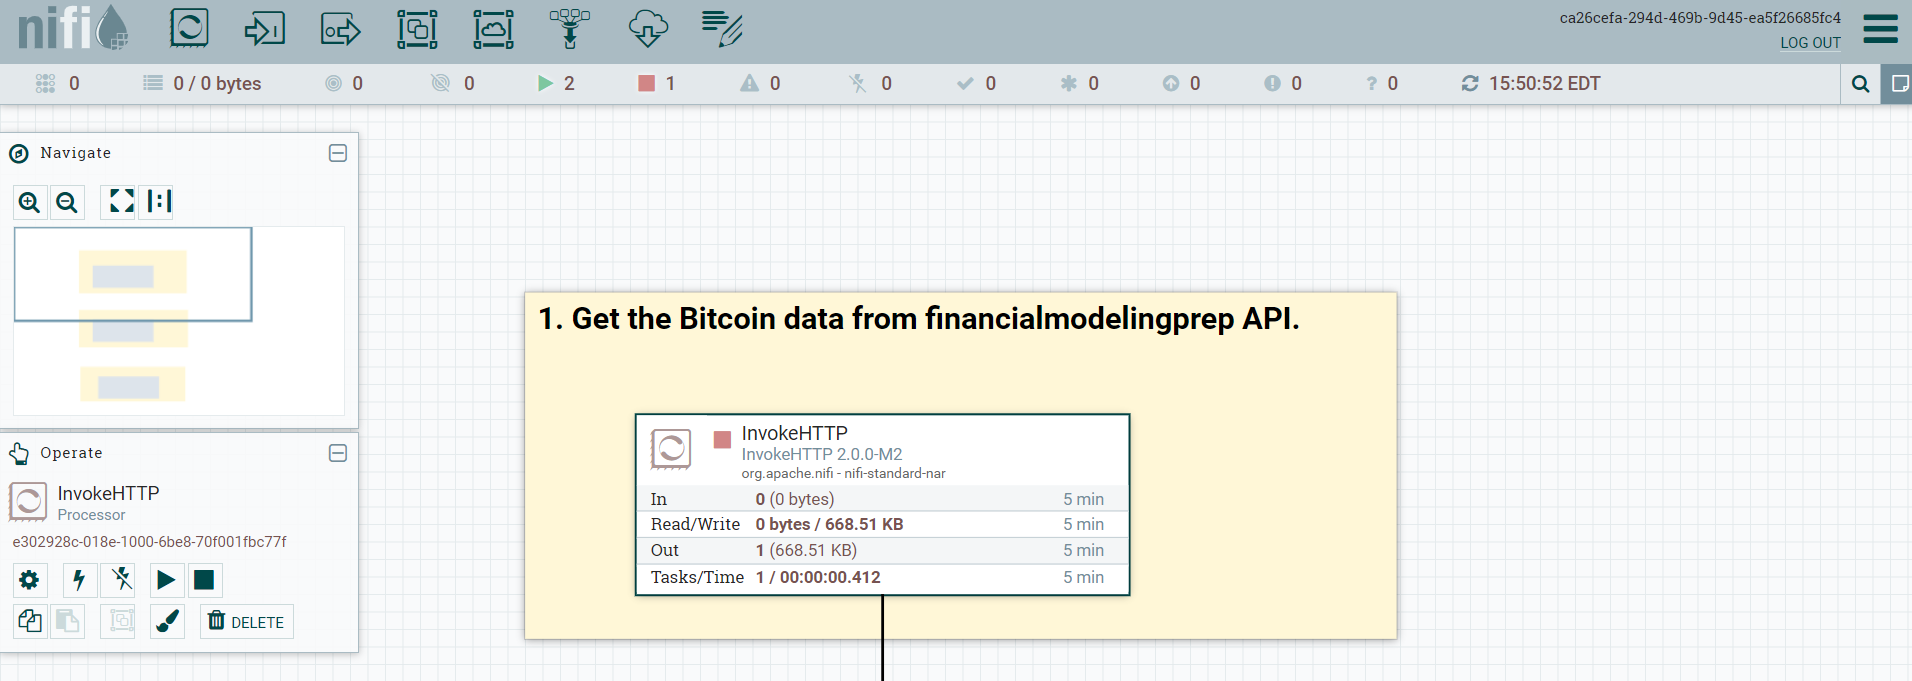 nifi
ca26cefa-294d-469b-9d45-ea5f26685fc4
LOG OUT
0 0 / 0 bytes 0 0 2 1 0 0 0 0 0 0 ? 0 15:50:52 EDT
Navigate
Operate
InvokeHTTP
Processor
e302928c-018e-1000-6be8-70f001fbc77f
DELETE
1. Get the Bitcoin data from financialmodelingprep API.
InvokeHTTP
InvokeHTTP 2.0.0-M2
org.apache.nifi - nifi-standard-nar
In 0 (0 bytes) 5 min
Read/Write 0 bytes / 668.51 KB 5 min
Out 1 (668.51 KB) 5 min
Tasks/Time 1 / 00:00:00.412 5 min